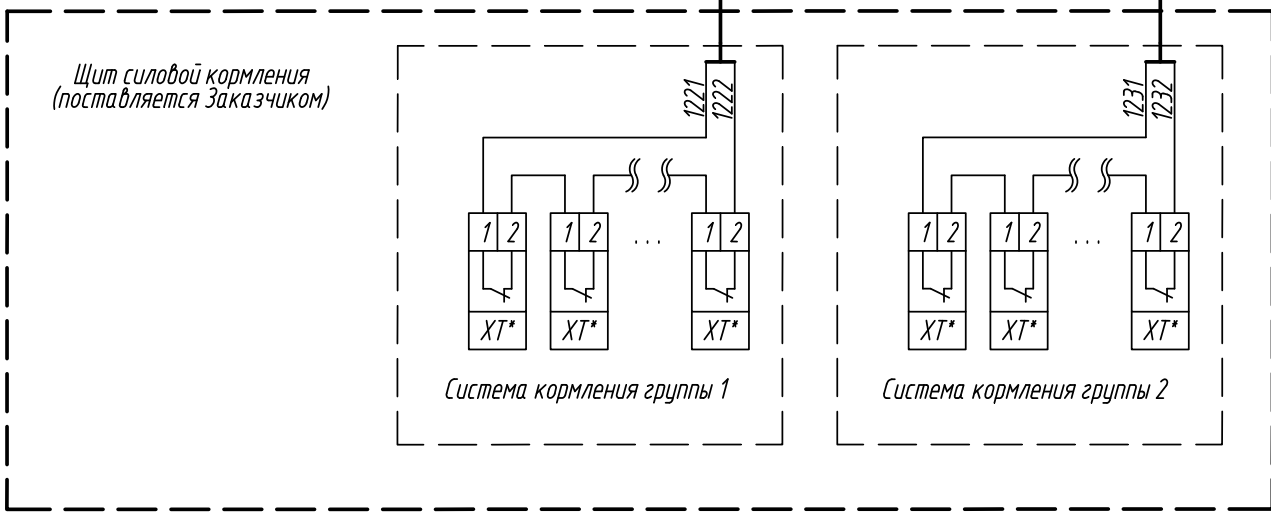 Щит силовой кормления
(поставляется Заказчиком)
1221
1222
1231
1232
1 2 1 2 ... 1 2
1 2 1 2 ... 1 2
XT* XT* XT*
XT* XT* XT*
Система кормления группы 1
Система кормления группы 2